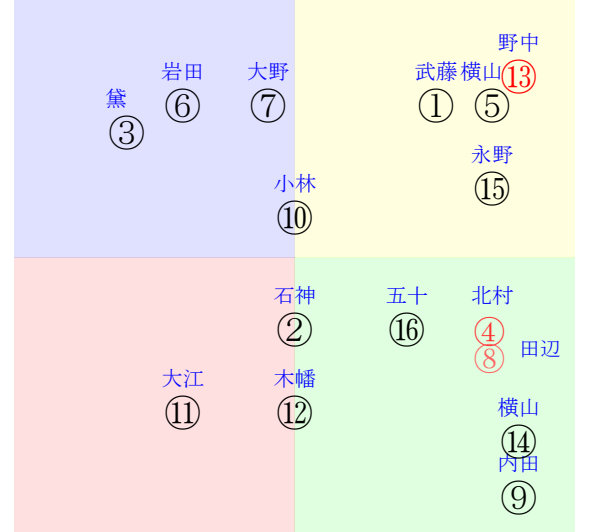 野中
⑬
岩田
⑥
大野
⑦
武藤
①
横山
⑤
黛
③
永野
⑮
小林
⑩
石神
②
五十
⑯
北村
④
⑧
田辺
大江
⑪
木幡
⑫
横山
⑭
内田
⑨